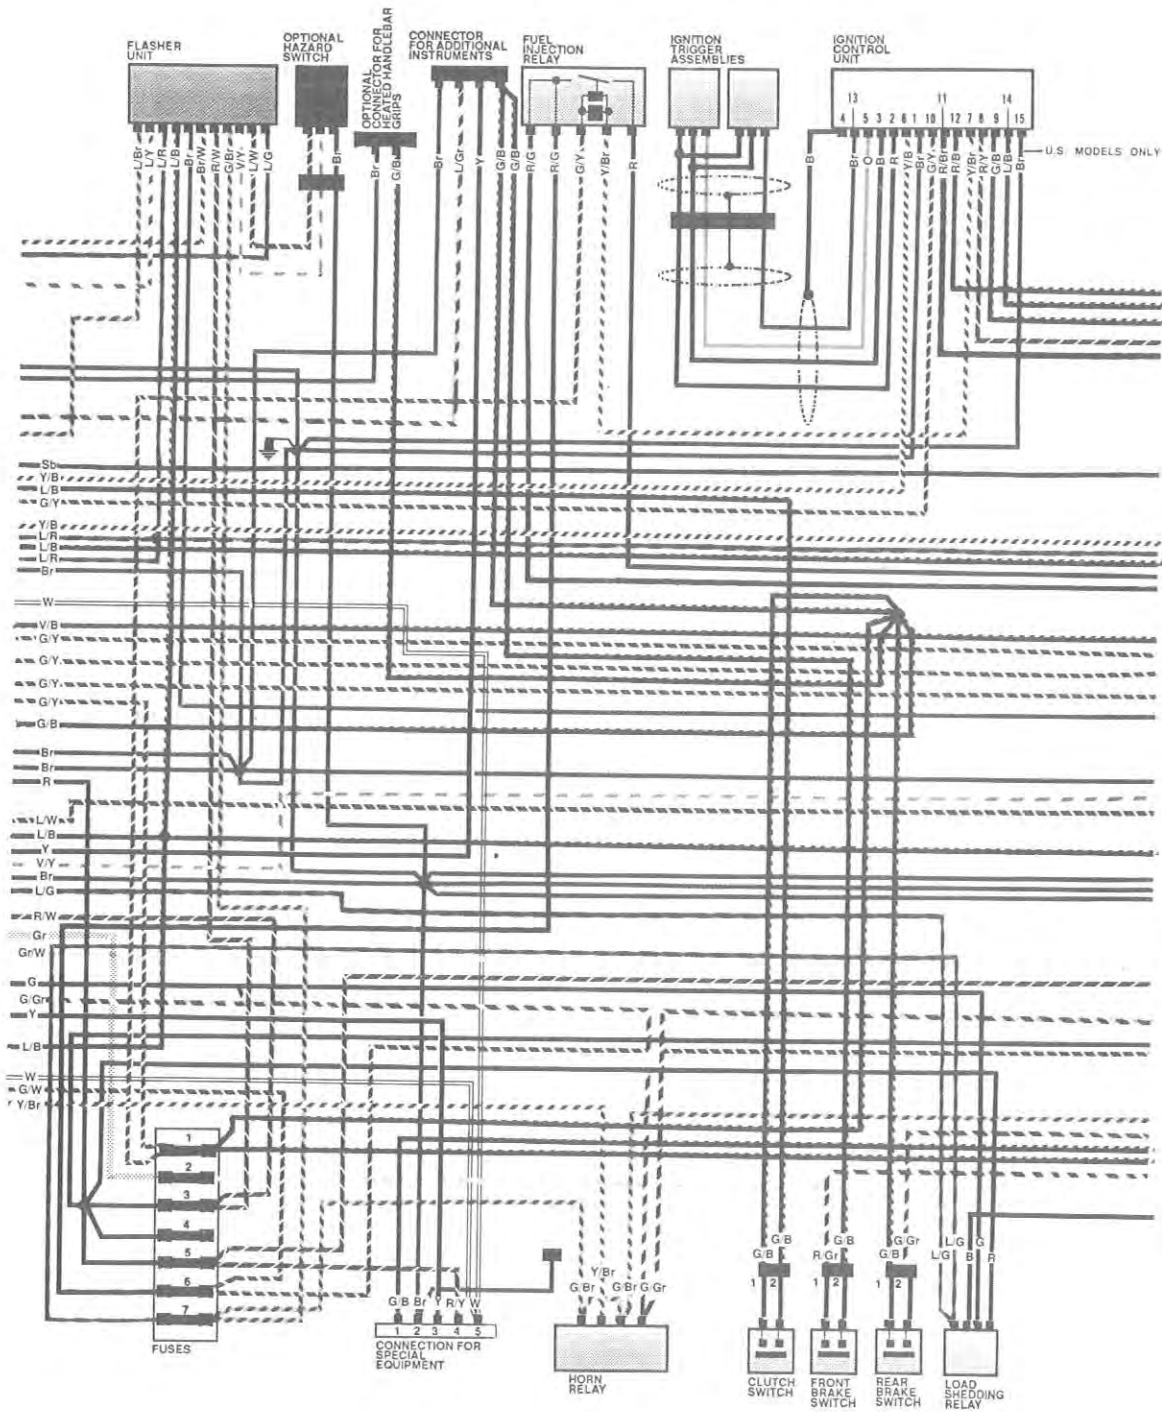 FLASHER
UNIT
OPTIONAL
HAZARD
SWITCH
OPTIONAL
CONNECTOR FOR
HEATED HANDLEBAR
GRIPS
CONNECTOR
FOR ADDITIONAL
INSTRUMENTS
FUEL
INJECTION
RELAY
IGNITION
TRIGGER
ASSEMBLIES
IGNITION
CONTROL
UNIT
13 11 14
4 5 3 2 6 1 10 12 7 8 9 15
U.S. MODELS ONLY
L/Br L/Y L/R L/B Br Br/W R/W G/Br V/Y L/W L/G
Br
Br G/B
Br L/Gr Y G/B G/B
R/G R/G G/Y Y/Br R
B Br O B R Y/B Br G/Y R/Br R/B Y/Br R/Y G/B L/B Br
Sb
Y/B
L/B
G/Y
Y/B
L/R
L/B
L/R
Br
W
V/B
G/Y
G/Y
G/Y
G/Y
G/B
Br
Br
R
L/W
L/B
Y
V/Y
Br
L/G
R/W
Gr
Gr/W
G
G/Gr
Y
L/B
W
G/W
Y/Br
1
2
3
4
5
6
7
FUSES
G/B Br Y R/Y W
1 2 3 4 5
CONNECTION FOR
SPECIAL
EQUIPMENT
G/Br Y/Br G/Br G/Gr
HORN
RELAY
G/B G/B
1 2
CLUTCH
SWITCH
R/Gr G/B
1 2
FRONT
BRAKE
SWITCH
G/B G/Gr
1 2
REAR
BRAKE
SWITCH
L/G L/G B G R
LOAD
SHEDDING
RELAY